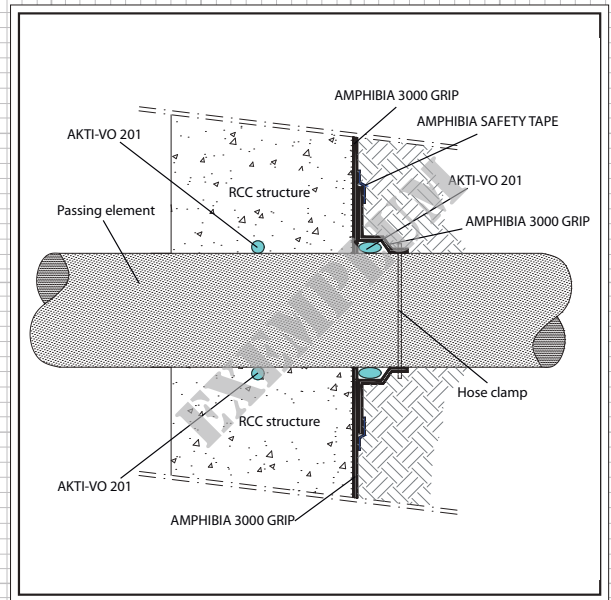 AMPHIBIA 3000 GRIP
AMPHIBIA SAFETY TAPE
AKTI-VO 201
AKTI-VO 201
RCC structure
Passing element
AMPHIBIA 3000 GRIP
EXEMPLEM
Hose clamp
RCC structure
AKTI-VO 201
AMPHIBIA 3000 GRIP